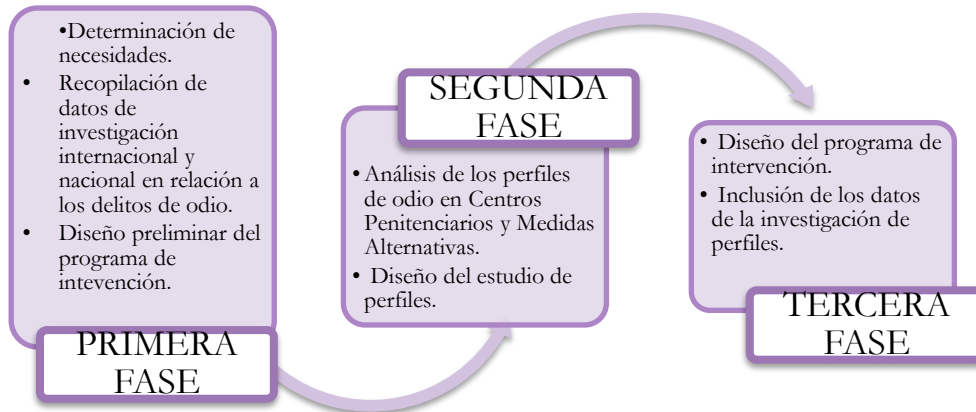 •Determinación de
necesidades.
• Recopilación de
datos de
investigación
internacional y
nacional en relación a
los delitos de odio.
• Diseño preliminar del
programa de
intevención.
PRIMERA
FASE
SEGUNDA
FASE
• Análisis de los perfiles
de odio en Centros
Penitenciarios y Medidas
Alternativas.
• Diseño del estudio de
perfiles.
• Diseño del programa de
intervención.
• Inclusión de los datos
de la investigación de
perfiles.
TERCERA
FASE